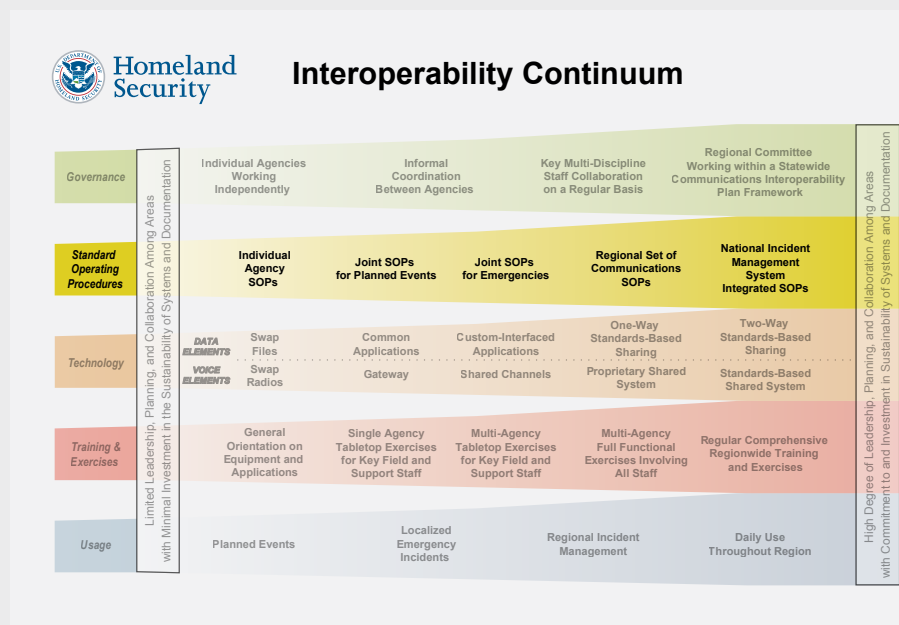 U.S. DEPARTMENT OF HOMELAND SECURITY
Homeland
Security
Interoperability Continuum
Limited Leadership, Planning, and Collaboration Among Areas
with Minimal Investment in the Sustainability of Systems and Documentation
Governance
Individual Agencies
Working
Independently
Informal
Coordination
Between Agencies
Key Multi-Discipline
Staff Collaboration
on a Regular Basis
Regional Committee
Working within a Statewide
Communications Interoperability
Plan Framework
Standard
Operating
Procedures
Individual
Agency
SOPs
Joint SOPs
for Planned Events
Joint SOPs
for Emergencies
Regional Set of
Communications
SOPs
National Incident
Management
System
Integrated SOPs
Technology
DATA
ELEMENTS
Swap
Files
Common
Applications
Custom-Interfaced
Applications
One-Way
Standards-Based
Sharing
Two-Way
Standards-Based
Sharing
VOICE
ELEMENTS
Swap
Radios
Gateway
Shared Channels
Proprietary Shared
System
Standards-Based
Shared System
Training &
Exercises
General
Orientation on
Equipment and
Applications
Single Agency
Tabletop Exercises
for Key Field and
Support Staff
Multi-Agency
Tabletop Exercises
for Key Field and
Support Staff
Multi-Agency
Full Functional
Exercises Involving
All Staff
Regular Comprehensive
Regionwide Training
and Exercises
Usage
Planned Events
Localized
Emergency
Incidents
Regional Incident
Management
Daily Use
Throughout Region
High Degree of Leadership, Planning, and Collaboration Among Areas
with Commitment to and Investment in Sustainability of Systems and Documentation